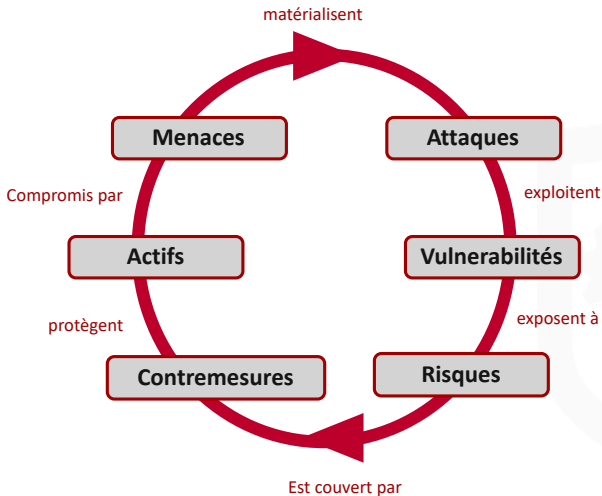 matérialisent
Menaces
Attaques
Compromis par
exploitent
Actifs
Vulnerabilités
protègent
exposent à
Contremesures
Risques
Est couvert par